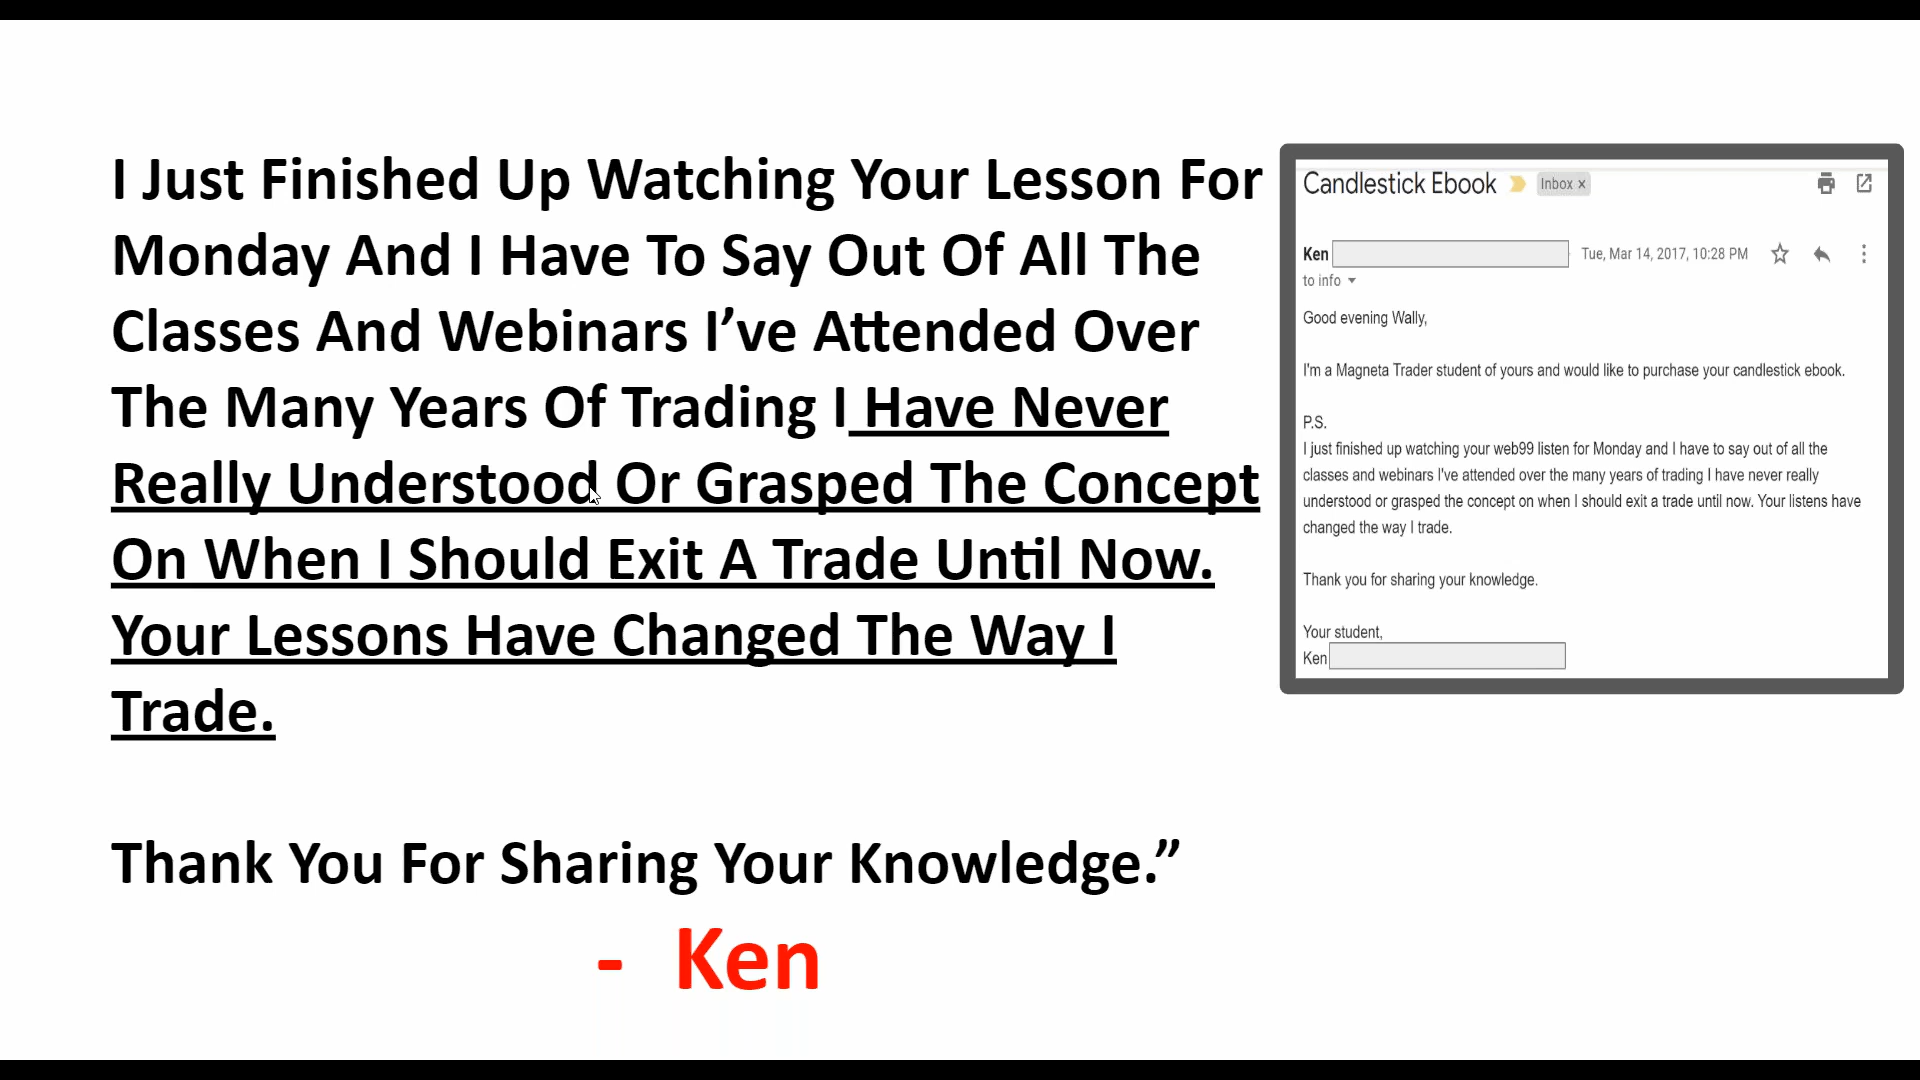 I Just Finished Up Watching Your Lesson For
Monday And I Have To Say Out Of All The
Classes And Webinars I’ve Attended Over
The Many Years Of Trading I Have Never
Really Understood Or Grasped The Concept
On When I Should Exit A Trade Until Now.
Your Lessons Have Changed The Way I
Trade.
Thank You For Sharing Your Knowledge.”
- Ken
Candlestick Ebook Inbox ×
Ken Tue, Mar 14, 2017, 10:28 PM
to info
Good evening Wally,
I'm a Magneta Trader student of yours and would like to purchase your candlestick ebook.
P.S.
I just finished up watching your web99 listen for Monday and I have to say out of all the
classes and webinars I've attended over the many years of trading I have never really
understood or grasped the concept on when I should exit a trade until now. Your listens have
changed the way I trade.
Thank you for sharing your knowledge.
Your student,
Ken